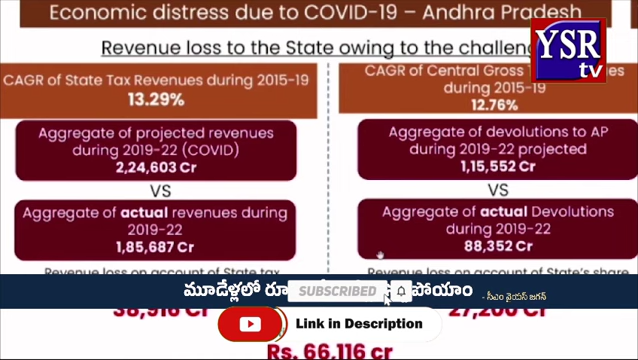 Economic distress due to COVID-19 – Andhra Pradesh
YSR
tv
Revenue loss to the State owing to the challeng
CAGR of State Tax Revenues during 2015-19
13.29%
CAGR of Central Gross
during 2015-19
12.76%
Aggregate of projected revenues
during 2019-22 (COVID)
2,24,603 Cr
Aggregate of devolutions to AP
during 2019-22 projected
1,15,552 Cr
VS
VS
Aggregate of actual revenues during
2019-22
1,85,687 Cr
Aggregate of actual Devolutions
during 2019-22
88,352 Cr
Revenue loss on account of State tax
Revenue loss on account of State's share
మూడేళ్లలో రూ
పోయాం
- సీఎం వైయస్ జగన్
SUBSCRIBED
38,916 Cr
27,200 Cr
Link in Description
Rs. 66,116 cr